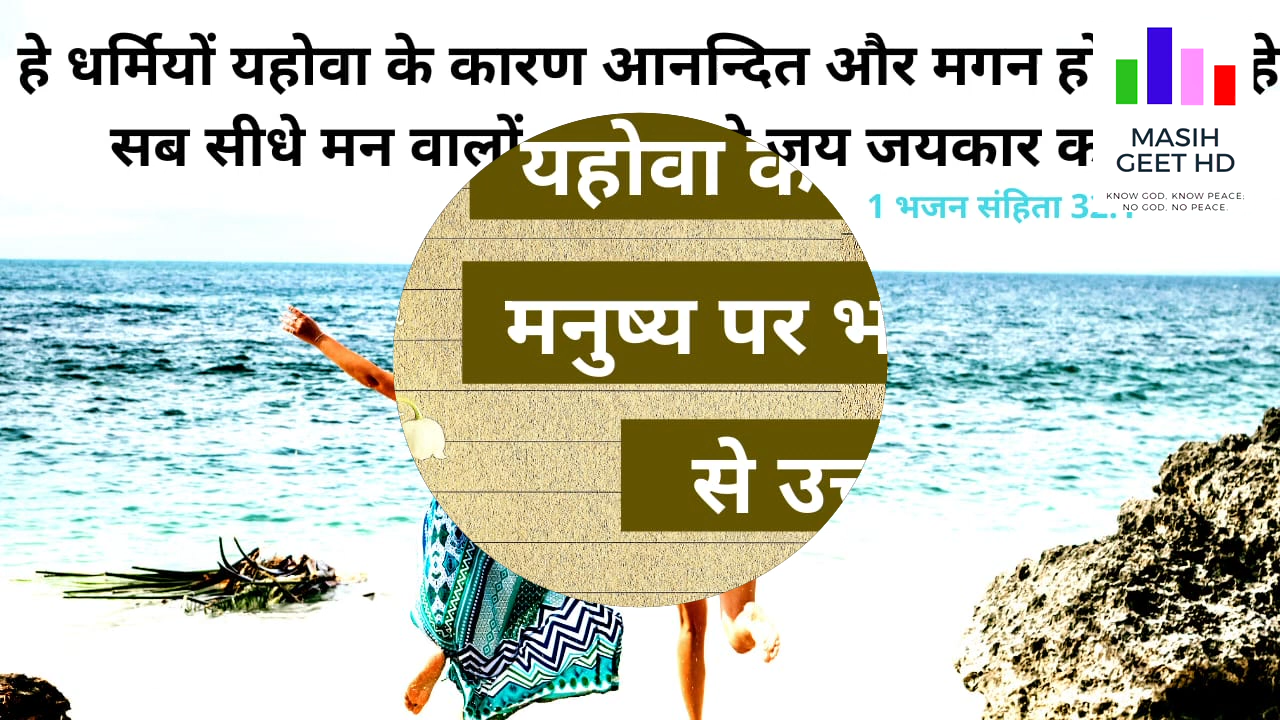 हे धर्मियों यहोवा के कारण आनन्दित और मगन हे
सब सीधे मन वालों जय जयकार
1 भजन संहिता
MASIH
GEET HD
KNOW GOD, KNOW PEACE;
NO GOD, NO PEACE.
यहोवा
मनुष्य पर
से